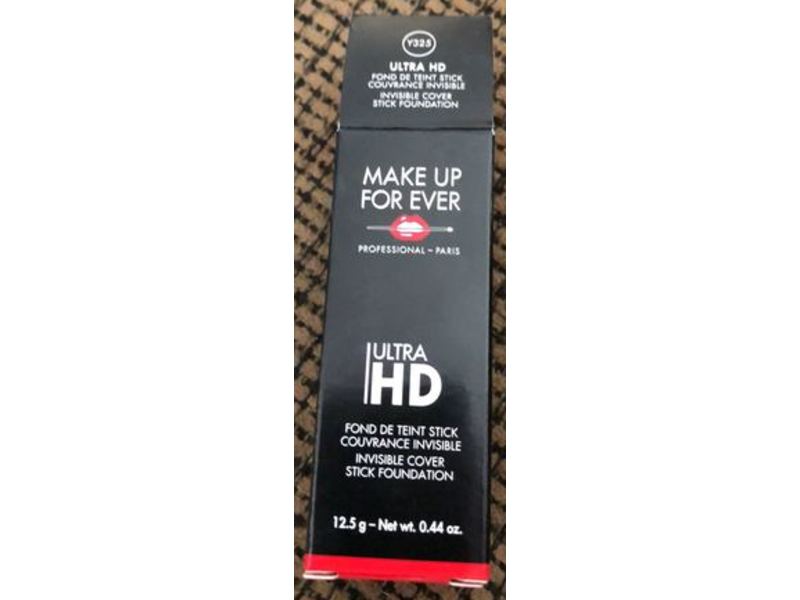 Y325
ULTRA HD
FOND DE TEINT STICK
COUVRANCE INVISIBLE
INVISIBLE COVER
STICK FOUNDATION
MAKE UP
FOR EVER
PROFESSIONAL – PARIS
ULTRA
HD
FOND DE TEINT STICK
COUVRANCE INVISIBLE
INVISIBLE COVER
STICK FOUNDATION
12.5 g – Net wt. 0.44 oz.